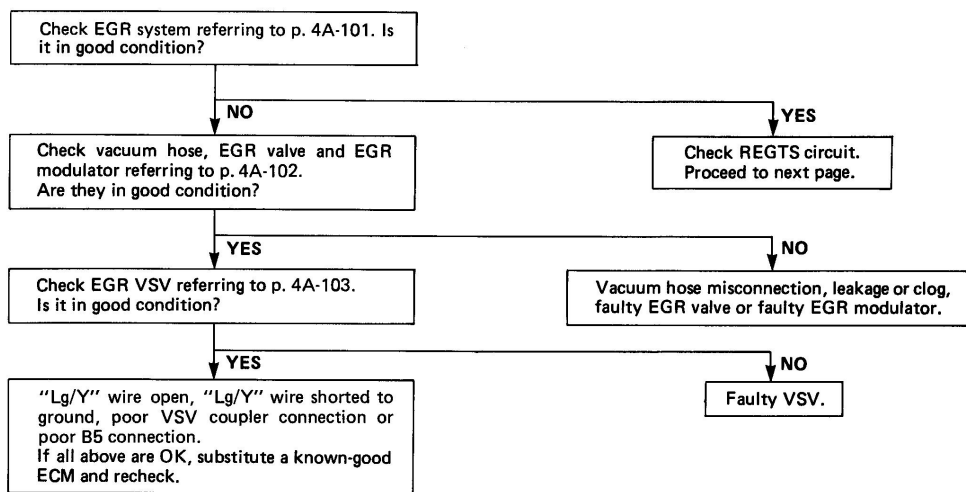 Check EGR system referring to p. 4A-101. Is
it in good condition?
NO
YES
Check vacuum hose, EGR valve and EGR
modulator referring to p. 4A-102.
Are they in good condition?
Check REGTS circuit.
Proceed to next page.
YES
NO
Check EGR VSV referring to p. 4A-103.
Is it in good condition?
Vacuum hose misconnection, leakage or clog,
faulty EGR valve or faulty EGR modulator.
YES
NO
"Lg/Y" wire open, "Lg/Y" wire shorted to
ground, poor VSV coupler connection or
poor B5 connection.
If all above are OK, substitute a known-good
ECM and recheck.
Faulty VSV.